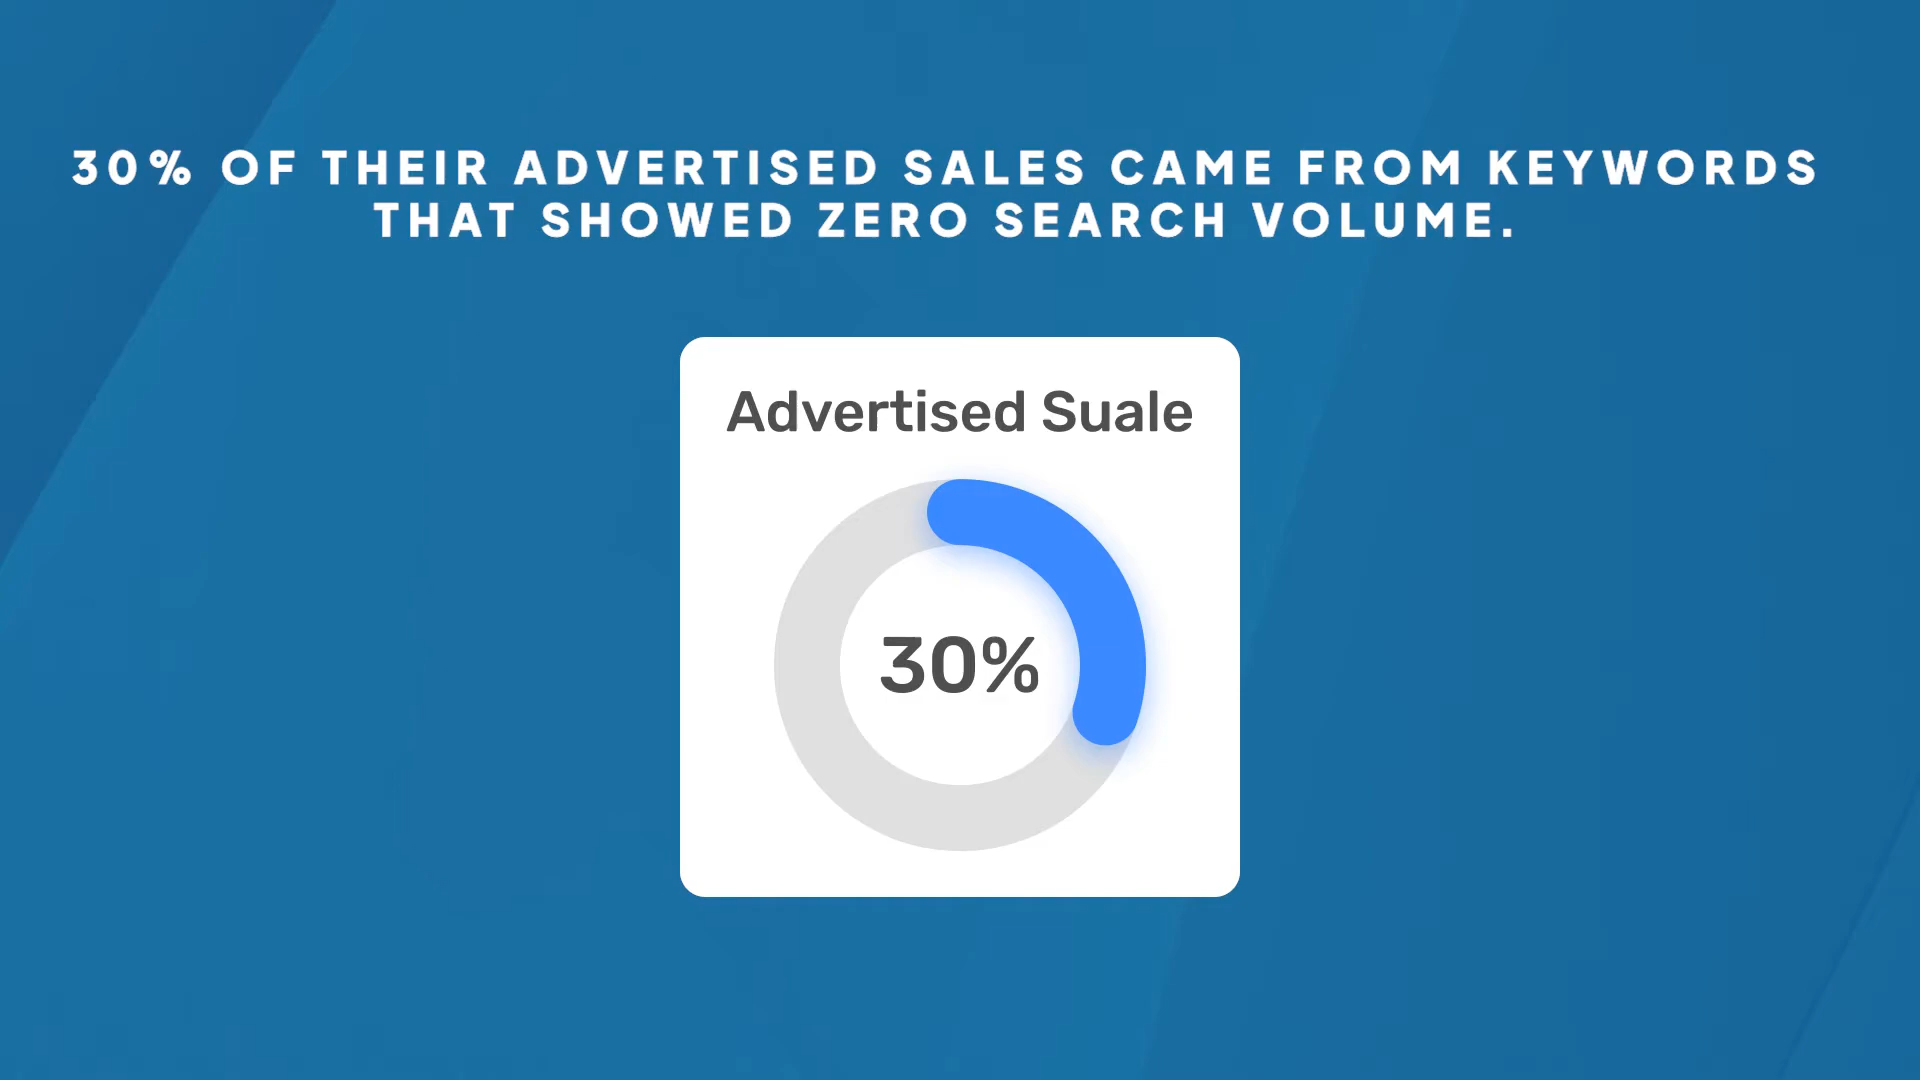 30% OF THEIR ADVERTISED SALES CAME FROM KEYWORDS
THAT SHOWED ZERO SEARCH VOLUME.
Advertised Suale
30%